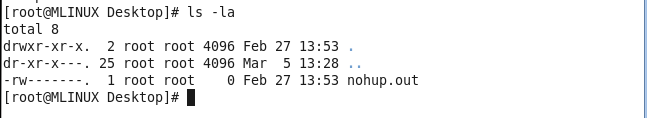 [root@MLINUX Desktop]# ls -la
total 8
drwxr-xr-x.  2 root root 4096 Feb 27 13:53 .
dr-xr-x---. 25 root root 4096 Mar  5 13:28 ..
-rw-------.  1 root root    0 Feb 27 13:53 nohup.out
[root@MLINUX Desktop]#